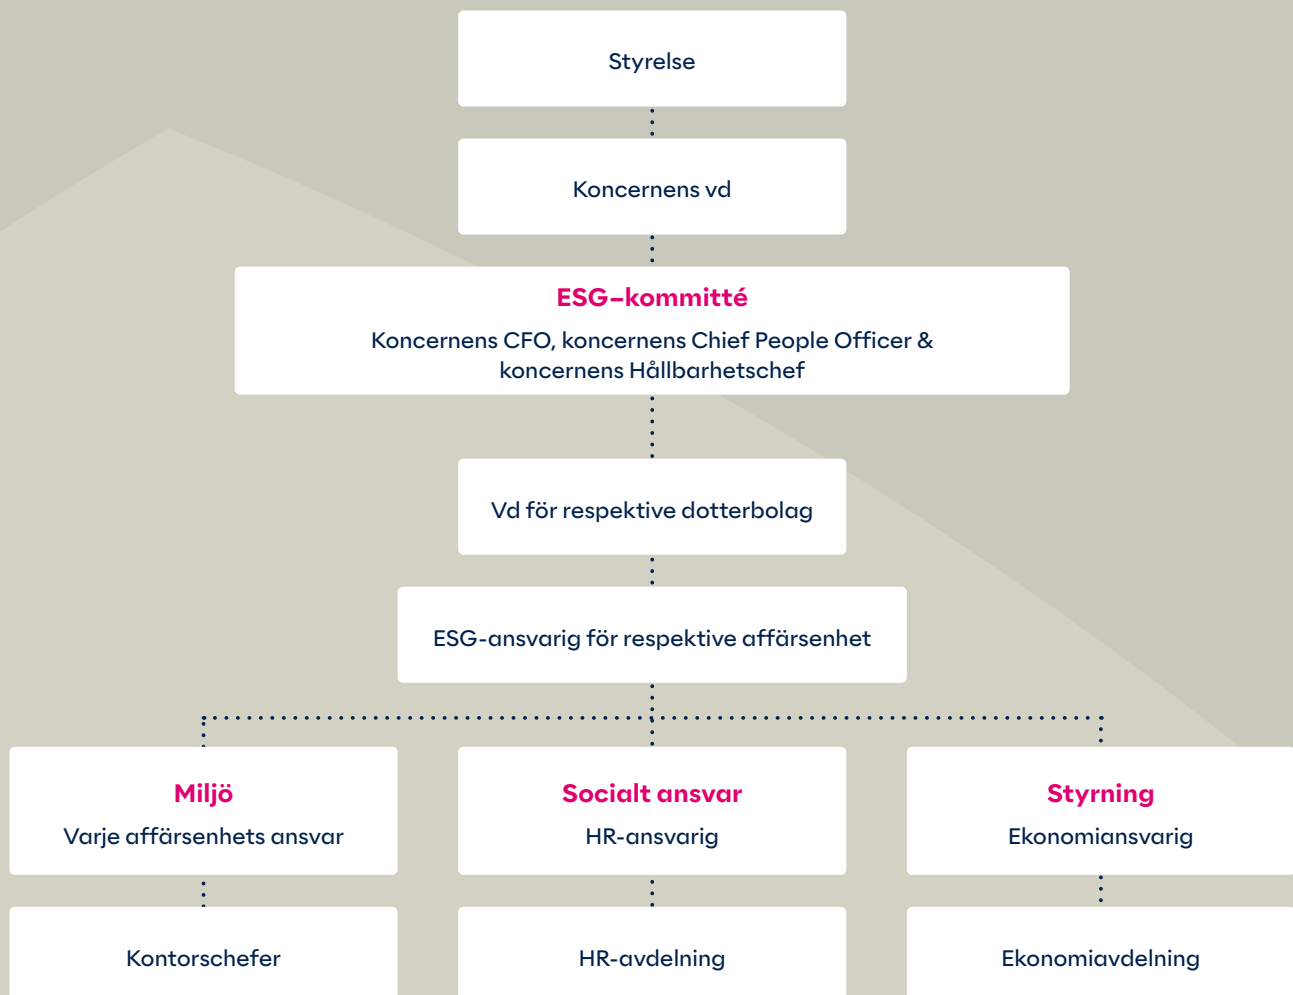 Styrelse
Koncernens vd
ESG–kommitté
Koncernens CFO, koncernens Chief People Officer &
koncernens Hållbarhetschef
Vd för respektive dotterbolag
ESG-ansvarig för respektive affärsenhet
Miljö
Varje affärsenhets ansvar
Socialt ansvar
HR-ansvarig
Styrning
Ekonomiansvarig
Kontorschefer
HR-avdelning
Ekonomiavdelning